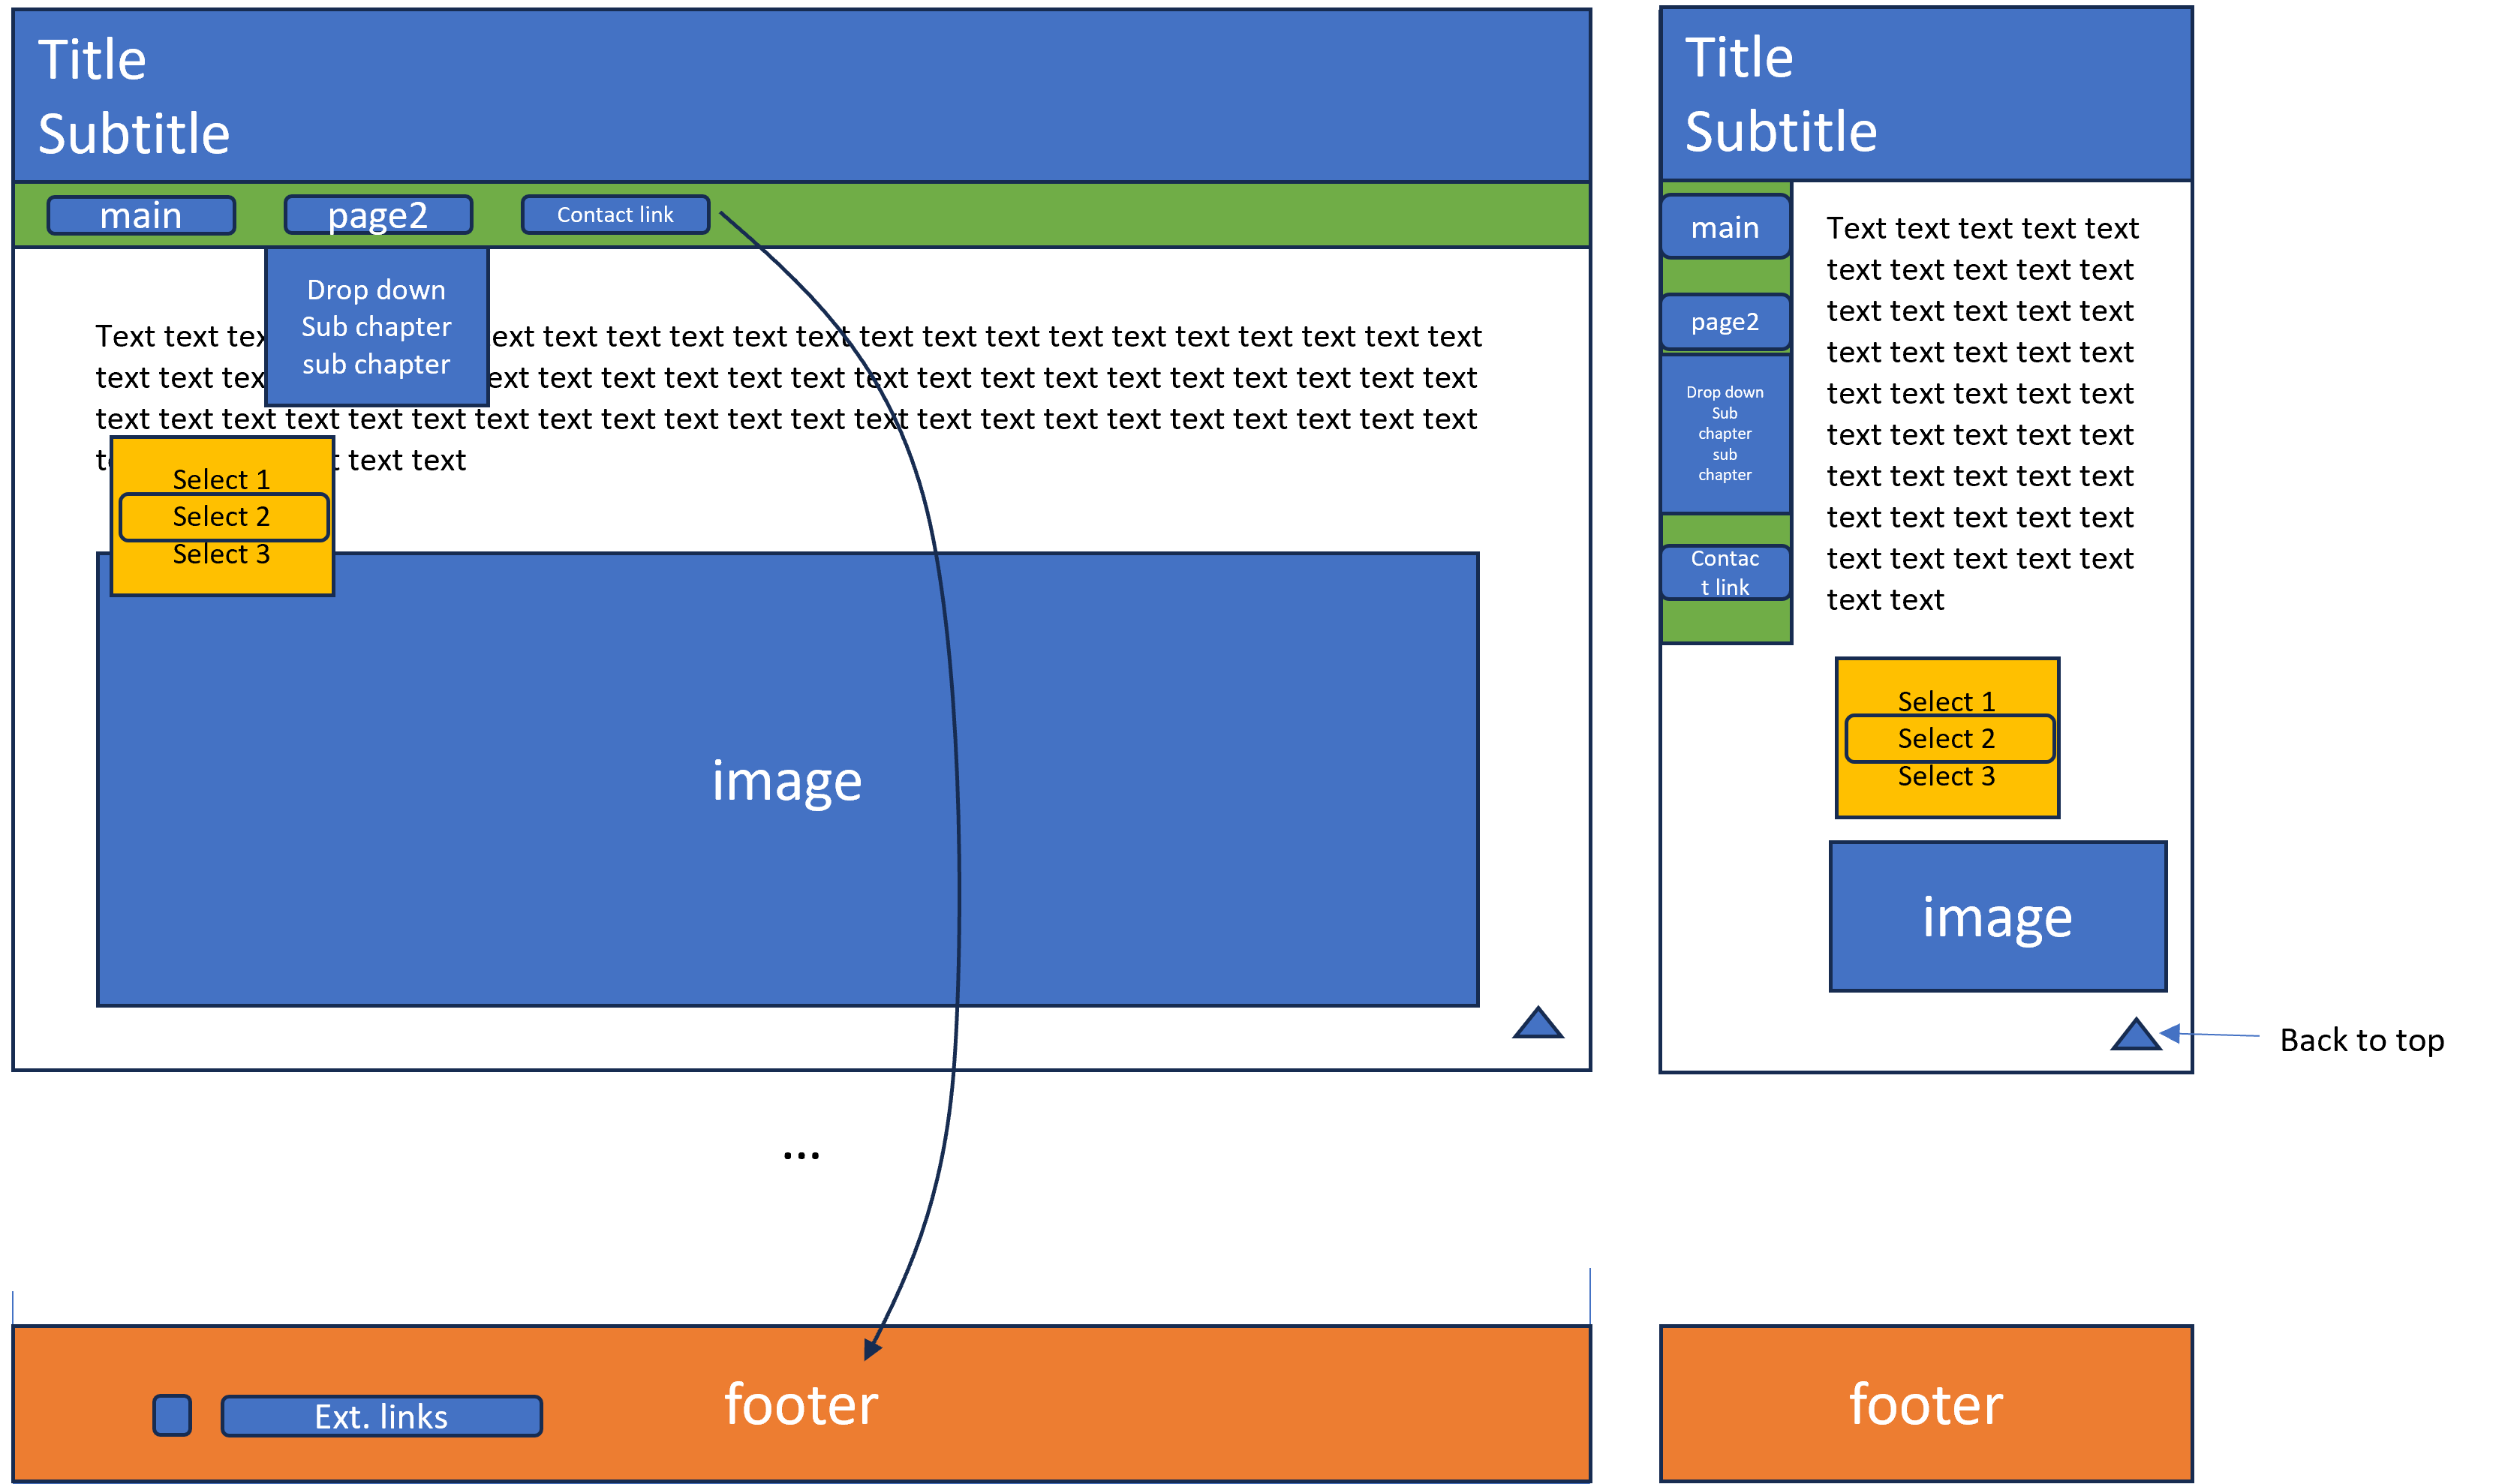 Title
Subtitle
main
page2
Contact link
Drop down
Sub chapter
sub chapter
Text text tex ext text text text text text text text text text text text text text text text
text text tex ext text text text text text text text text text text text text text text text
text text text text text text text text text text text text text text text text text text text text text text
text text
Select 1
Select 2
Select 3
image
...
Ext. links
footer
Title
Subtitle
main
page2
Drop down
Sub
chapter
sub
chapter
Contac
t link
Text text text text text
text text text text text
text text text text text
text text text text text
text text text text text
text text text text text
text text text text text
text text text text text
text text text text text
text text
Select 1
Select 2
Select 3
image
Back to top
footer